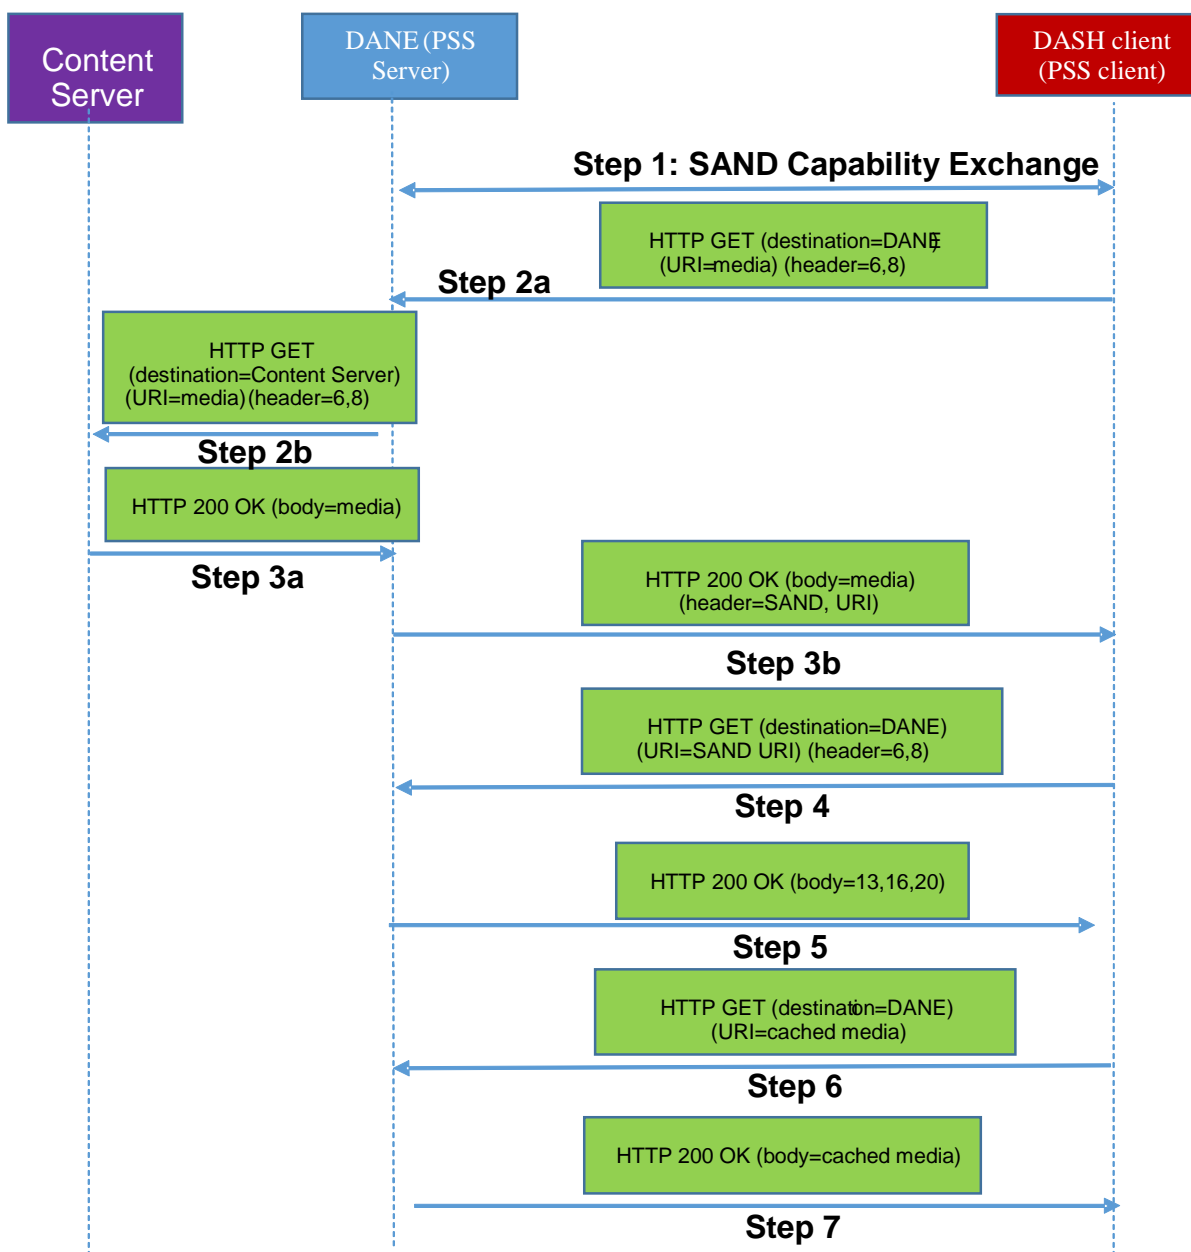 Content
Server
DANE (PSS
Server)
DASH client
(PSS client)
Step 1: SAND Capability Exchange
HTTP GET (destination=DANE)
(URI=media) (header=6,8)
Step 2a
HTTP GET
(destination=Content Server)
(URI=media) (header=6,8)
Step 2b
HTTP 200 OK (body=media)
Step 3a
HTTP 200 OK (body=media)
(header=SAND, URI)
Step 3b
HTTP GET (destination=DANE)
(URI=SAND URI) (header=6,8)
Step 4
HTTP 200 OK (body=13,16,20)
Step 5
HTTP GET (destination=DANE)
(URI=cached media)
Step 6
HTTP 200 OK (body=cached media)
Step 7